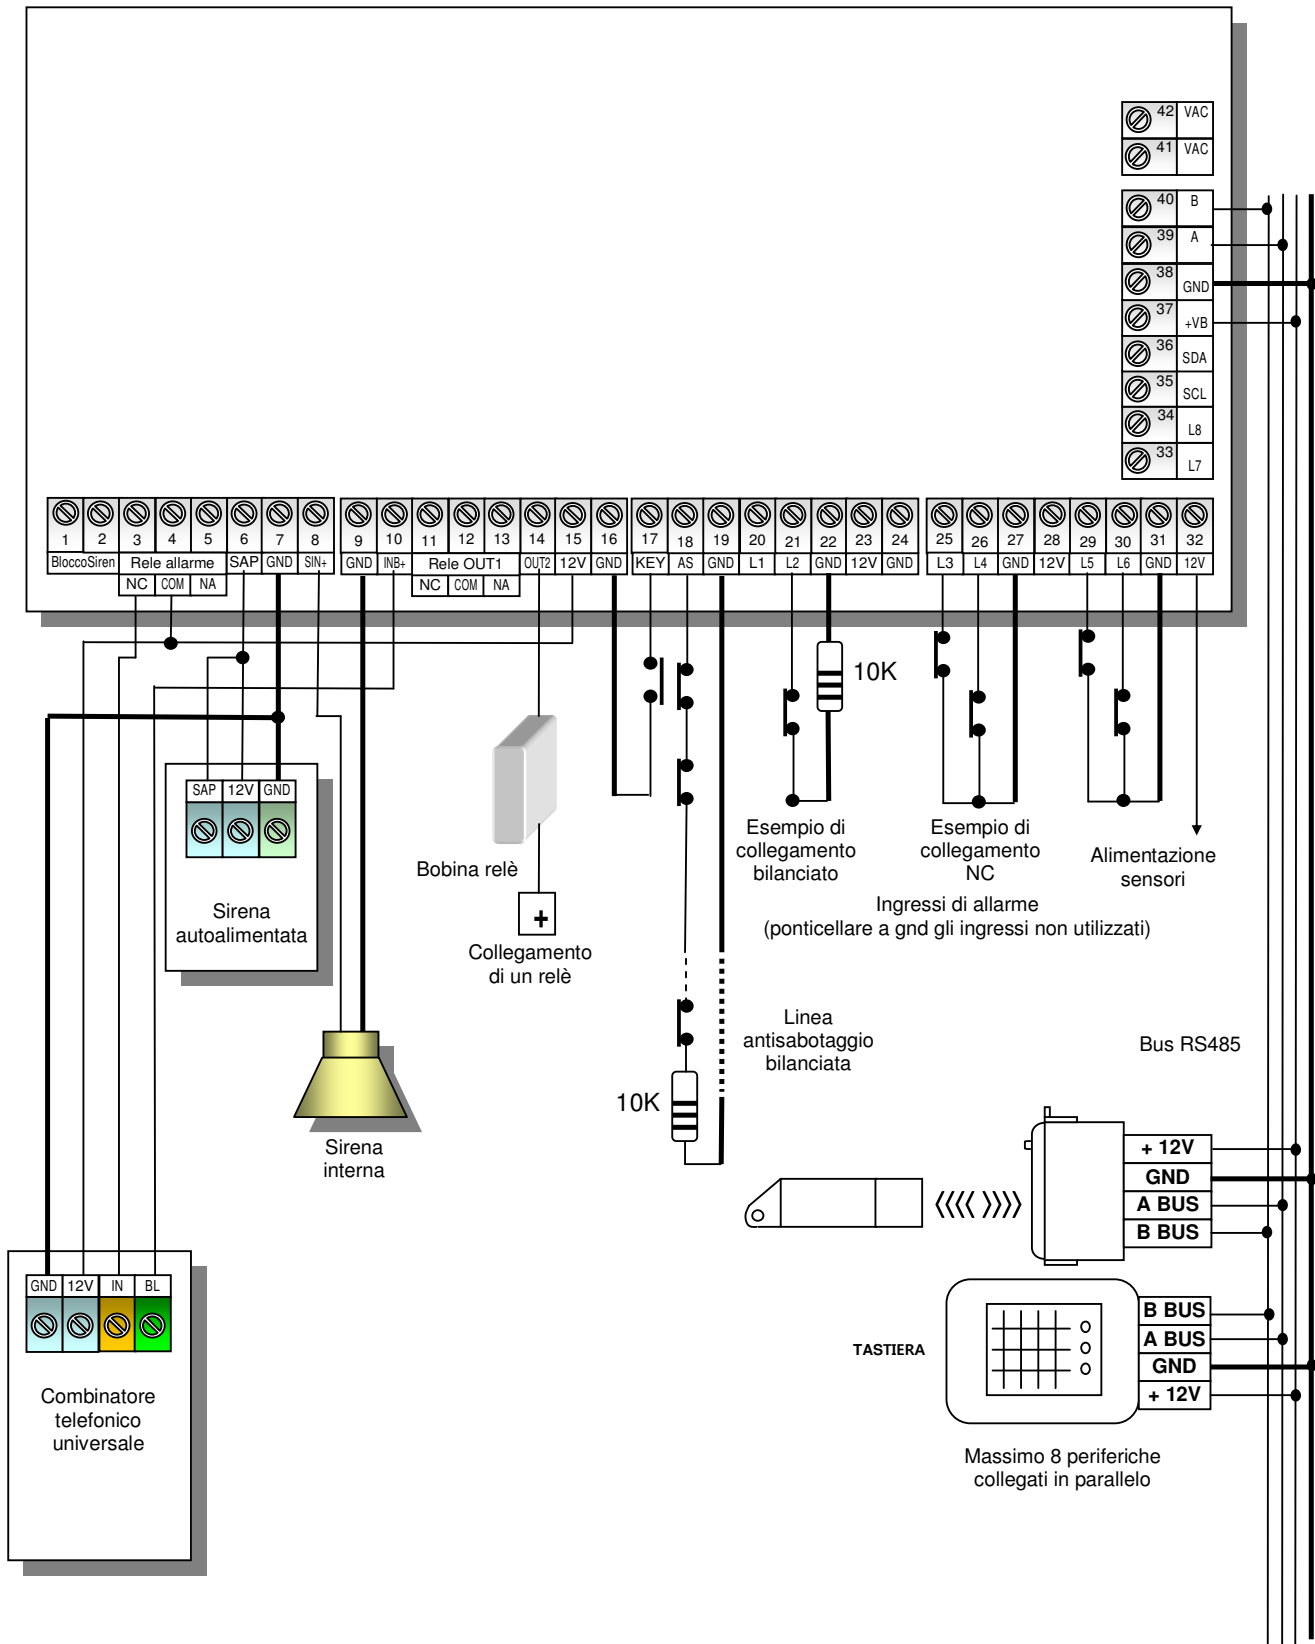 42 VAC
41 VAC
40 B
39 A
38 GND
37 +VB
36 SDA
35 SCL
34 L8
33 L7
1 2 3 4 5 6 7 8 9 10 11 12 13 14 15 16 17 18 19 20 21 22 23 24 25 26 27 28 29 30 31 32
BloccoSiren Rele allarme SAP GND SIN+ GND INB+ Rele OUT1 OUT2 12V GND KEY AS GND L1 L2 GND 12V GND L3 L4 GND 12V L5 L6 GND 12V
NC COM NA NC COM NA
10K
SAP 12V GND
Sirena
autoalimentata
Bobina relè
+
Collegamento
di un relè
Esempio di
collegamento
bilanciato
Esempio di
collegamento
NC
Alimentazione
sensori
Ingressi di allarme
(ponticellare a gnd gli ingressi non utilizzati)
Linea
antisabotaggio
bilanciata
10K
Bus RS485
Sirena
interna
+ 12V
GND
A BUS
B BUS
GND 12V IN BL
Combinatore
telefonico
universale
TASTIERA
B BUS
A BUS
GND
+ 12V
Massimo 8 periferiche
collegati in parallelo